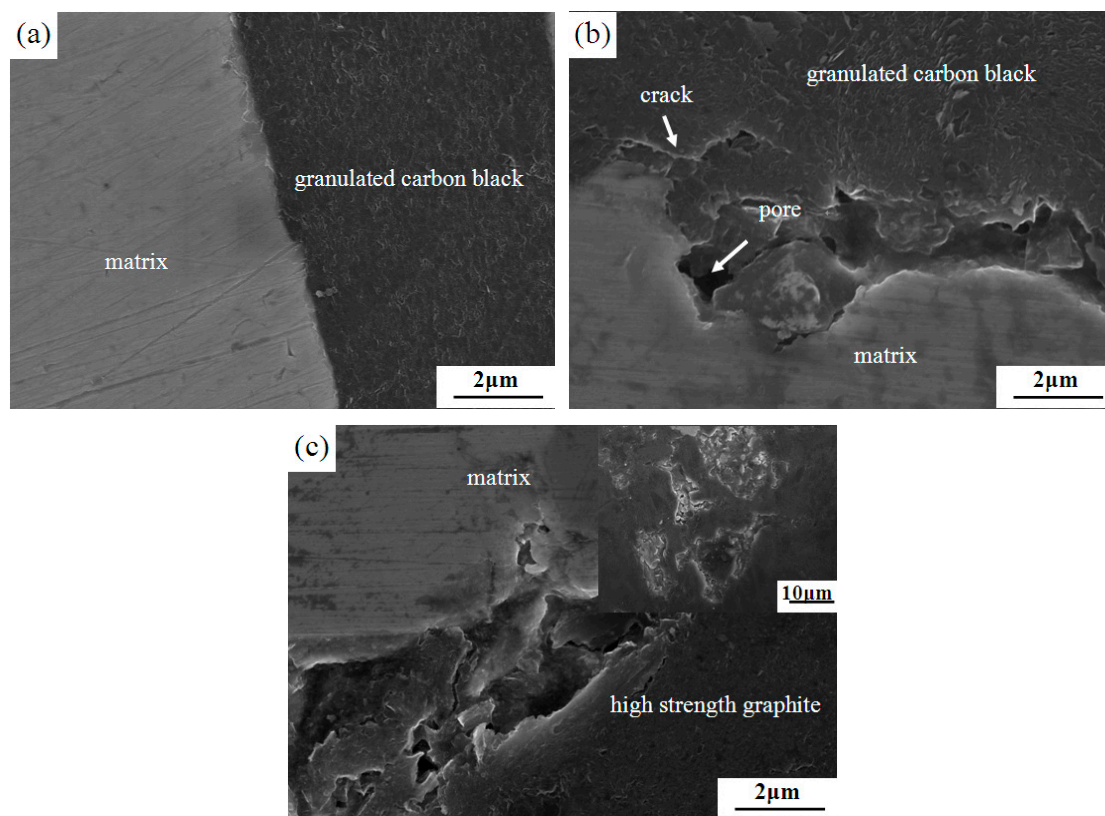 (a)
granulated carbon black
matrix
2μm
(b)
granulated carbon black
crack
pore
matrix
2μm
(c)
matrix
10μm
high strength graphite
2μm